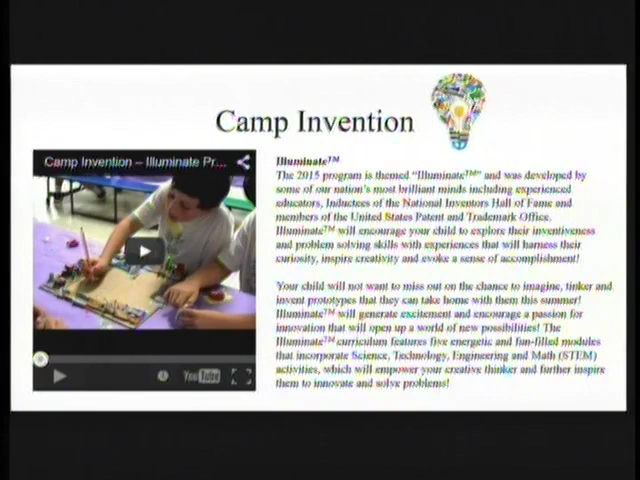 Camp Invention
Camp Invention – Illuminate Pr...
Illuminate™
The 2015 program is themed “Illuminate™” and was developed by
some of our nation's most brilliant minds including experienced
educators, Inductees of the National Inventors Hall of Fame and
members of the United States Patent and Trademark Office.
Illuminate™ will encourage your child to explore their inventiveness
and problem solving skills with experiences that will harness their
curiosity, inspire creativity and evoke a sense of accomplishment!
Your child will not want to miss out on the chance to imagine, tinker and
invent prototypes that they can take home with them this summer!
Illuminate™ will generate excitement and encourage a passion for
innovation that will open up a world of new possibilities! The
Illuminate™ curriculum features five energetic and fun-filled modules
that incorporate Science, Technology, Engineering and Math (STEM)
activities, which will empower your creative thinker and further inspire
them to innovate and solve problems!
YouTube